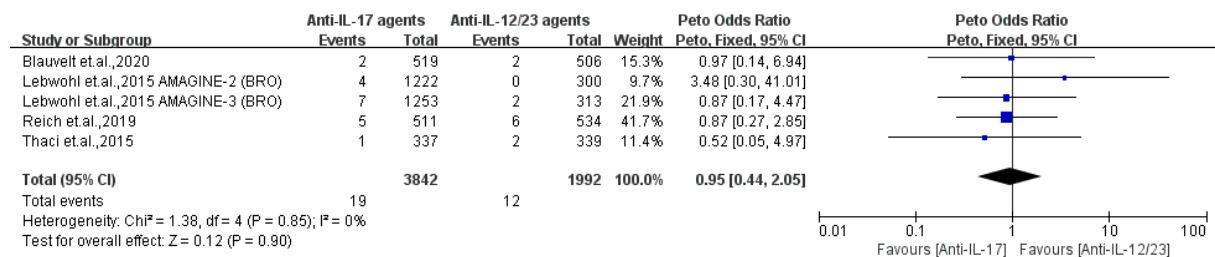 Anti-IL-17 agents Anti-IL-12/23 agents Peto Odds Ratio Peto Odds Ratio
Study or Subgroup Events Total Events Total Weight Peto, Fixed, 95% CI Peto, Fixed, 95% CI
Blauvelt et.al.,2020 2 519 2 506 15.3% 0.97 [0.14, 6.94]
Lebwohl et.al.,2015 AMAGINE-2 (BRO) 4 1222 0 300 9.7% 3.48 [0.30, 41.01]
Lebwohl et.al.,2015 AMAGINE-3 (BRO) 7 1253 2 313 21.9% 0.87 [0.17, 4.47]
Reich et.al.,2019 5 511 6 534 41.7% 0.87 [0.27, 2.85]
Thaci et.al.,2015 1 337 2 339 11.4% 0.52 [0.05, 4.97]
Total (95% CI) 3842 1992 100.0% 0.95 [0.44, 2.05]
Total events 19 12
Heterogeneity: Chi² = 1.38, df = 4 (P = 0.85); I² = 0%
Test for overall effect: Z = 0.12 (P = 0.90)
0.01 0.1 1 10 100
Favours [Anti-IL-17] Favours [Anti-IL-12/23]